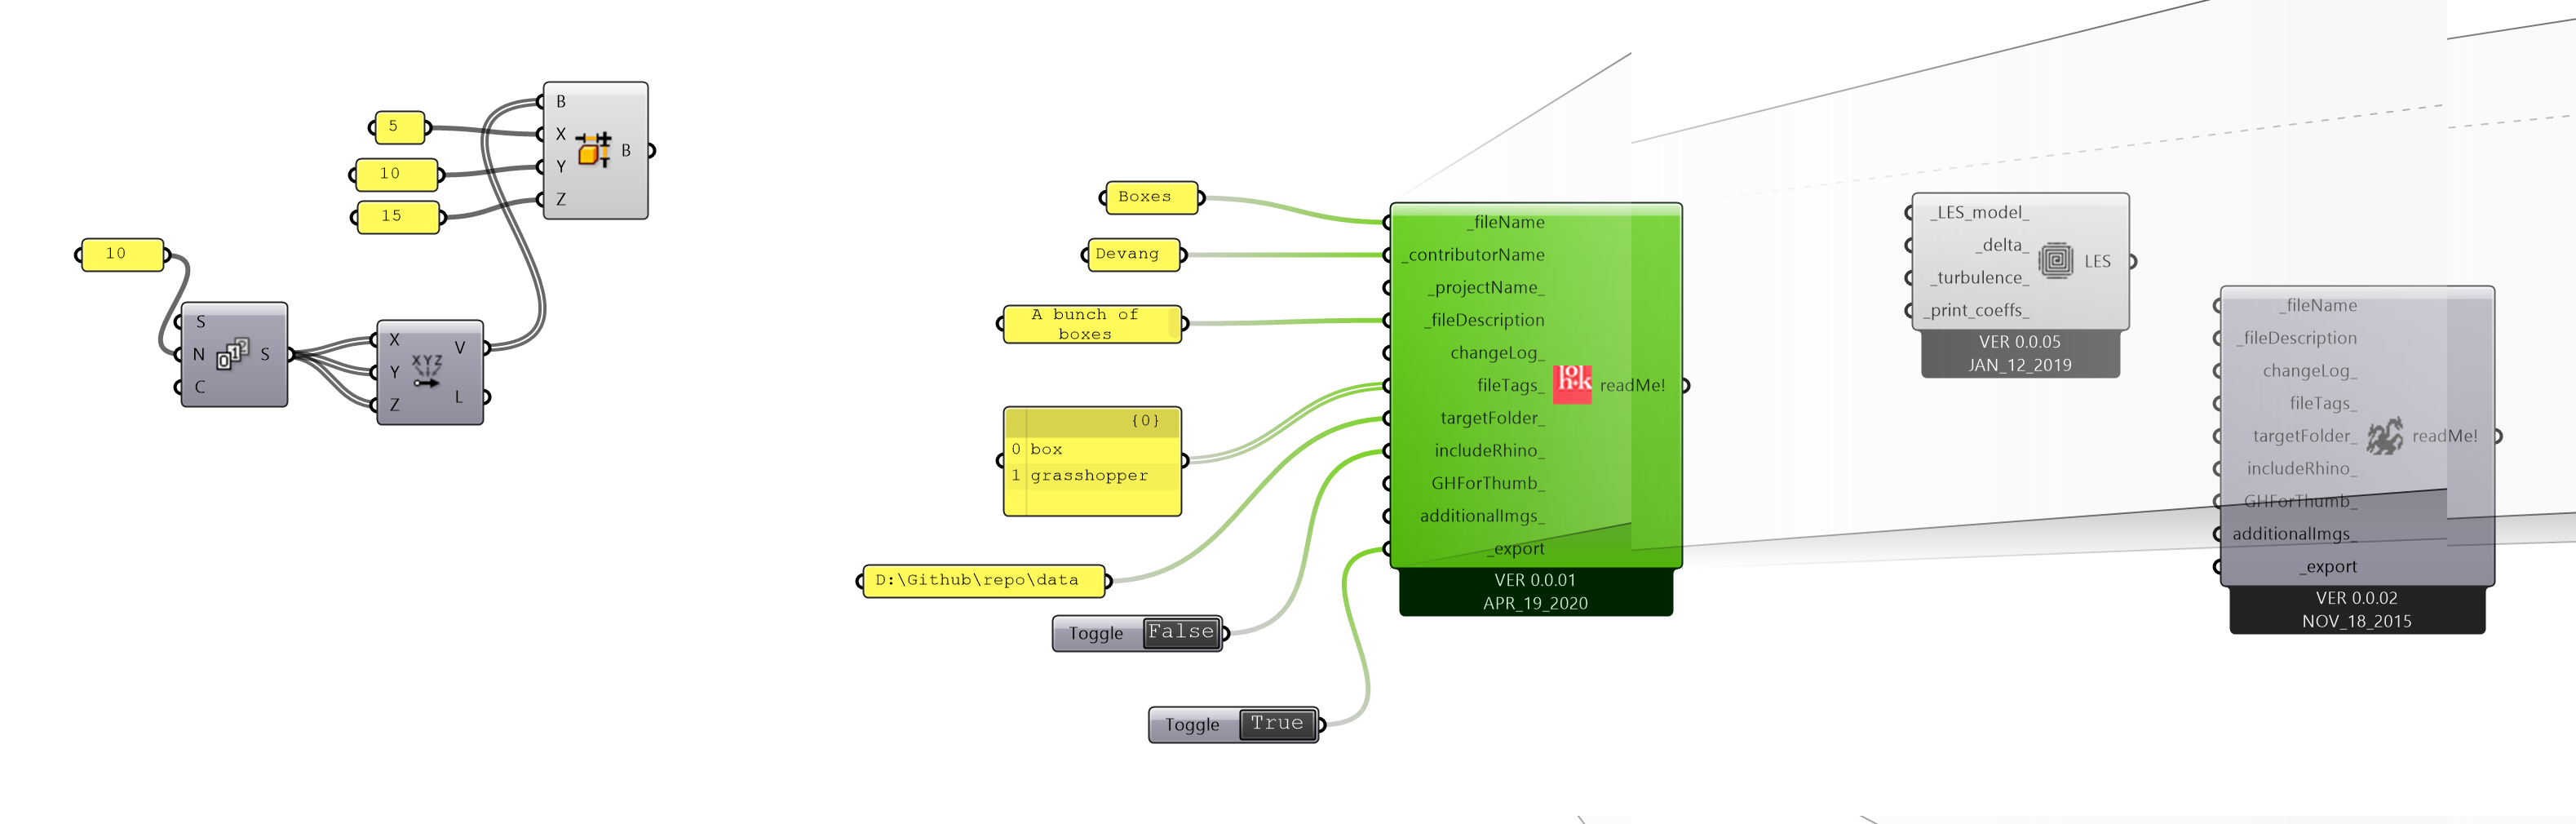 B
X
Y
Z
B
5
10
15
10
S
N
C
S
X
Y
Z
XYZ
V
L
Boxes
Devang
A bunch of
boxes
{0}
0 box
1 grasshopper
D:\Github\repo\data
Toggle False
Toggle True
_fileName
_contributorName
_projectName_
_fileDescription
changeLog_
fileTags_
targetFolder_
includeRhino_
GHForThumb_
additionalImgs_
_export
hok
readMe!
VER 0.0.01
APR_19_2020
_LES_model_
_delta_
_turbulence_
_print_coeffs_
LES
VER 0.0.05
JAN_12_2019
_fileName
_fileDescription
changeLog_
fileTags_
targetFolder_
includeRhino_
GHForThumb_
additionalImgs_
_export
readMe!
VER 0.0.02
NOV_18_2015